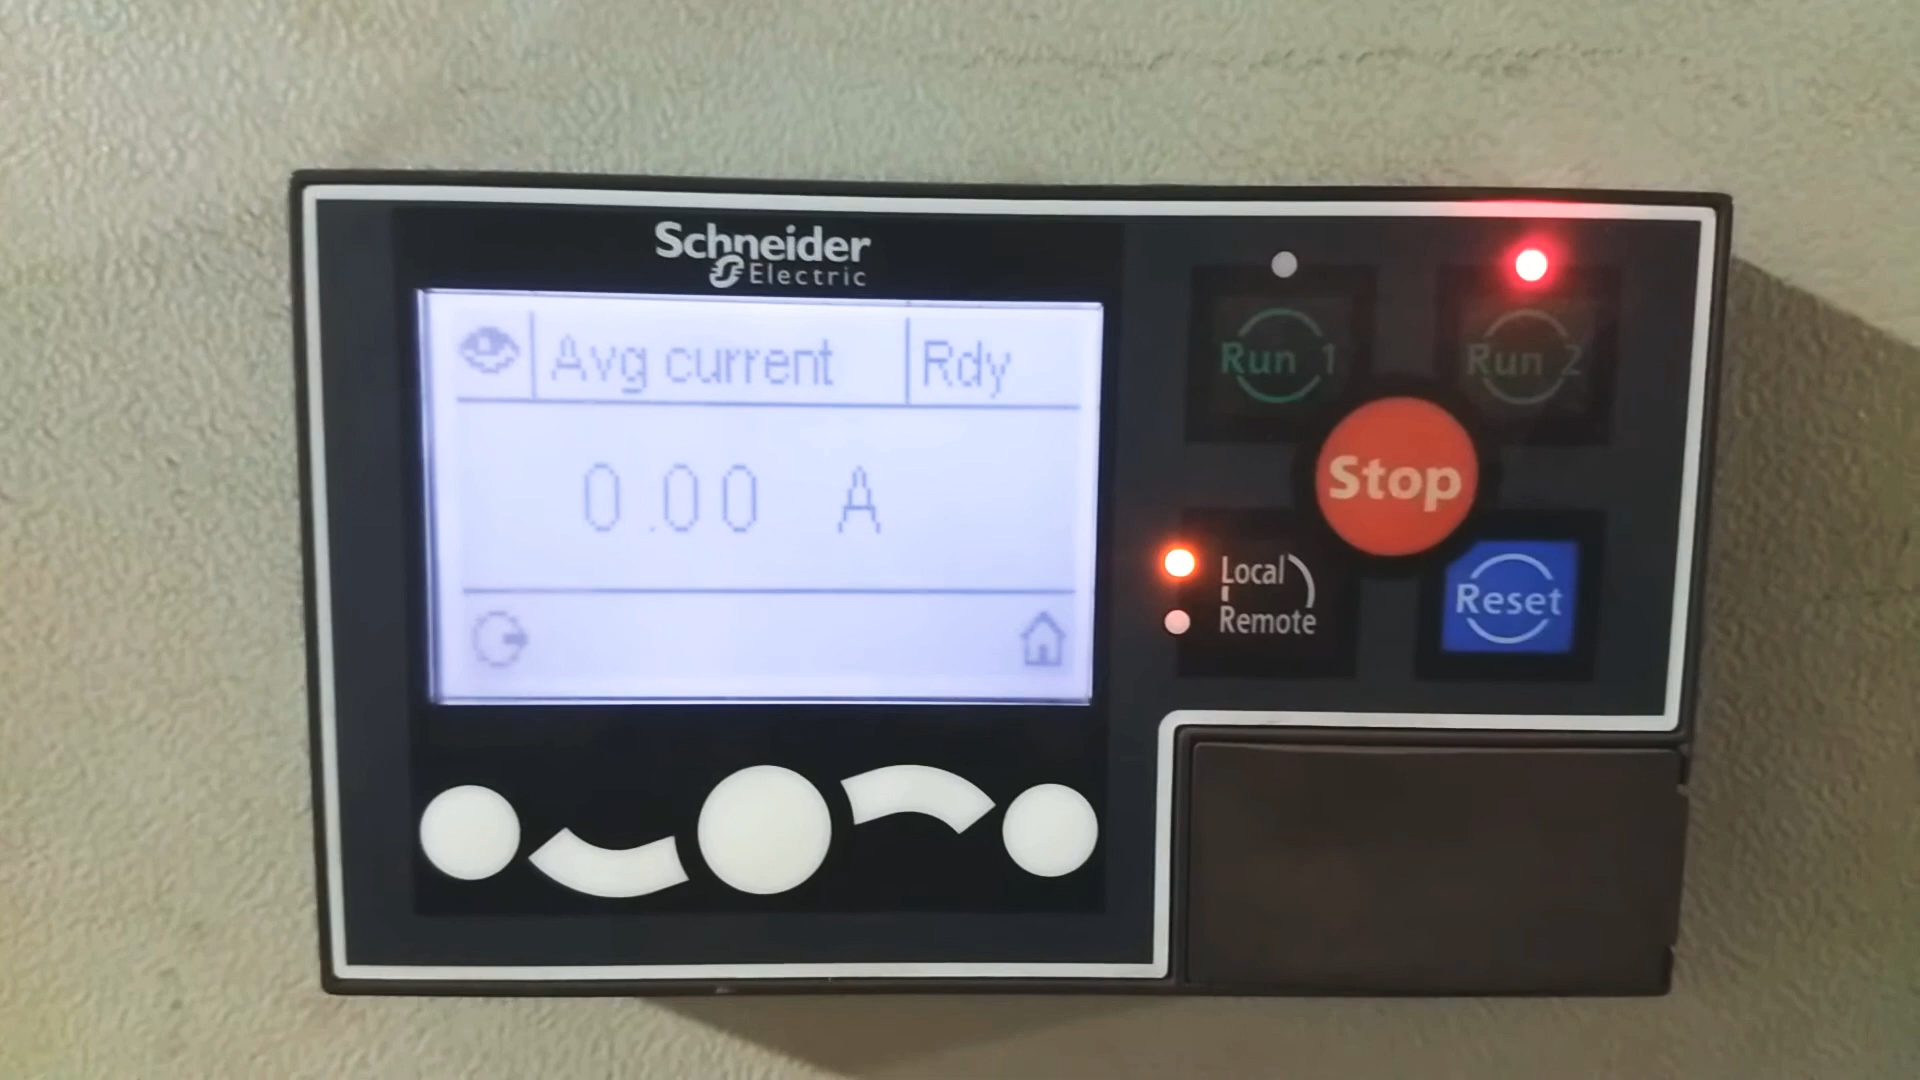 Schneider
Electric
Avg current
Rdy
0.00 A
Run 1
Run 2
Stop
Local
Remote
Reset